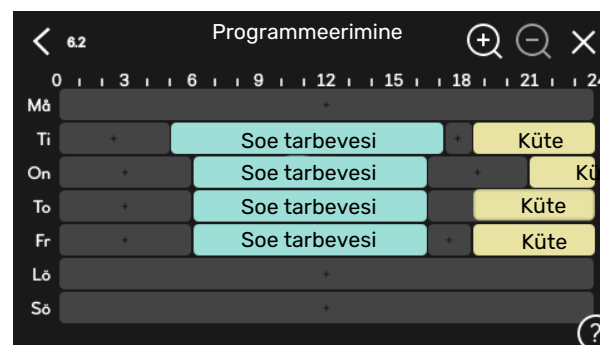 6.2 Programmeerimine
0 3 6 9 12 15 18 21 24
Må
Ti Soe tarbevesi Küte
On Soe tarbevesi Kü
To Soe tarbevesi Küte
Fr Soe tarbevesi Küte
Lö
Sö
?